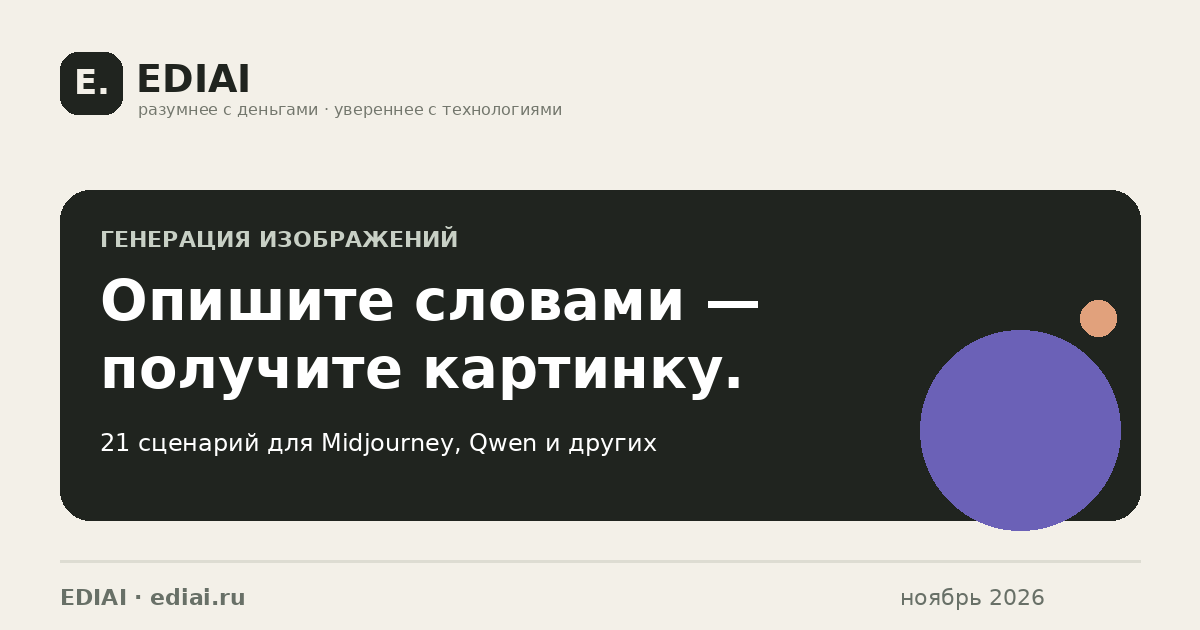 E.
EDIAI
разумнее с деньгами · увереннее с технологиями
ГЕНЕРАЦИЯ ИЗОБРАЖЕНИЙ
Опишите словами —
получите картинку.
21 сценарий для Midjourney, Qwen и других
EDIAI · ediai.ru
ноябрь 2026